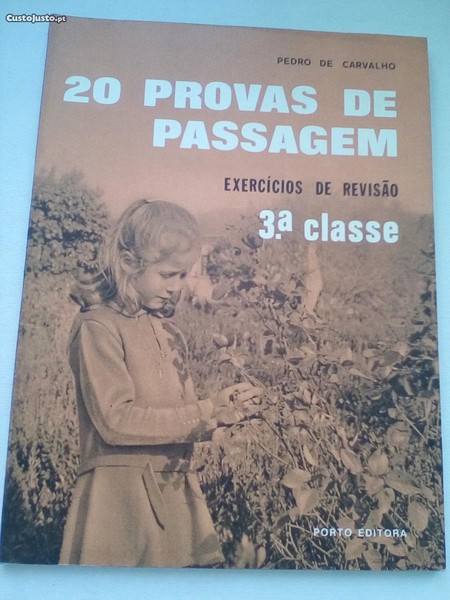 CustoJusto.pt
PEDRO DE CARVALHO
20 PROVAS DE
PASSAGEM
EXERCÍCIOS DE REVISÃO
3.ª classe
PORTO EDITORA